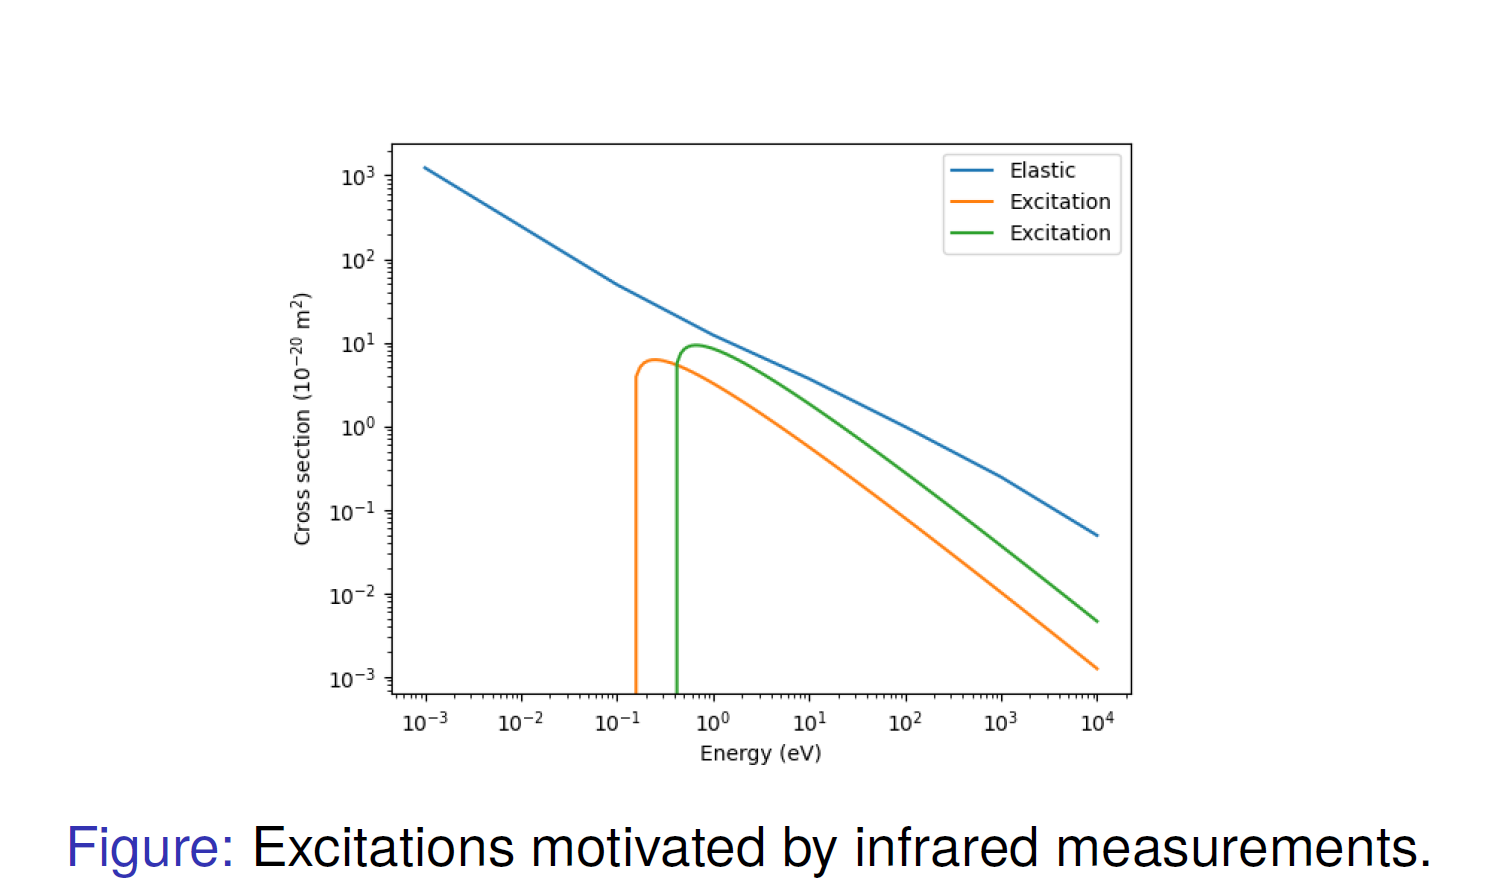 Elastic
Excitation
Excitation
10³
10²
10¹
10⁰
10⁻¹
10⁻²
10⁻³
Cross section (10⁻²⁰ m²)
10⁻³ 10⁻² 10⁻¹ 10⁰ 10¹ 10² 10³ 10⁴
Energy (eV)
Figure: Excitations motivated by infrared measurements.